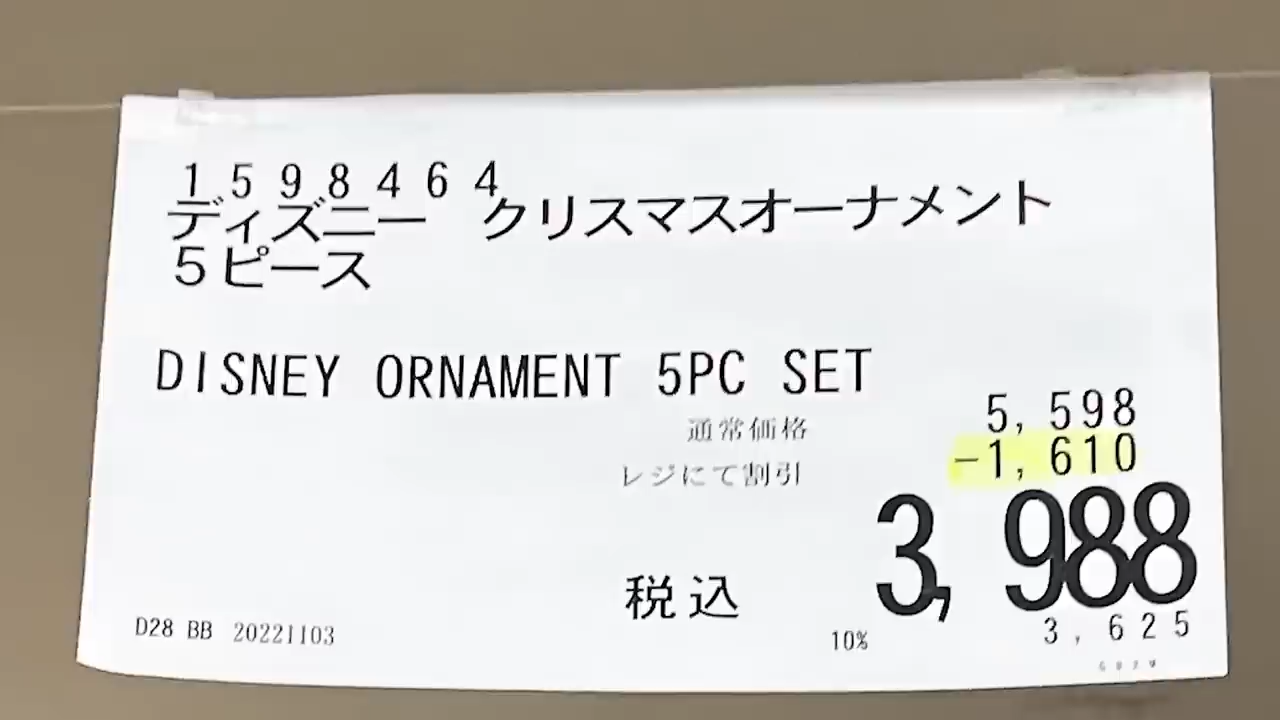 1598464
ディズニー クリスマスオーナメント
5ピース
DISNEY ORNAMENT 5PC SET
5,598
通常価格
-1,610
レジにて割引
3,988
税込
10%
3,625
D28 BB 20221103